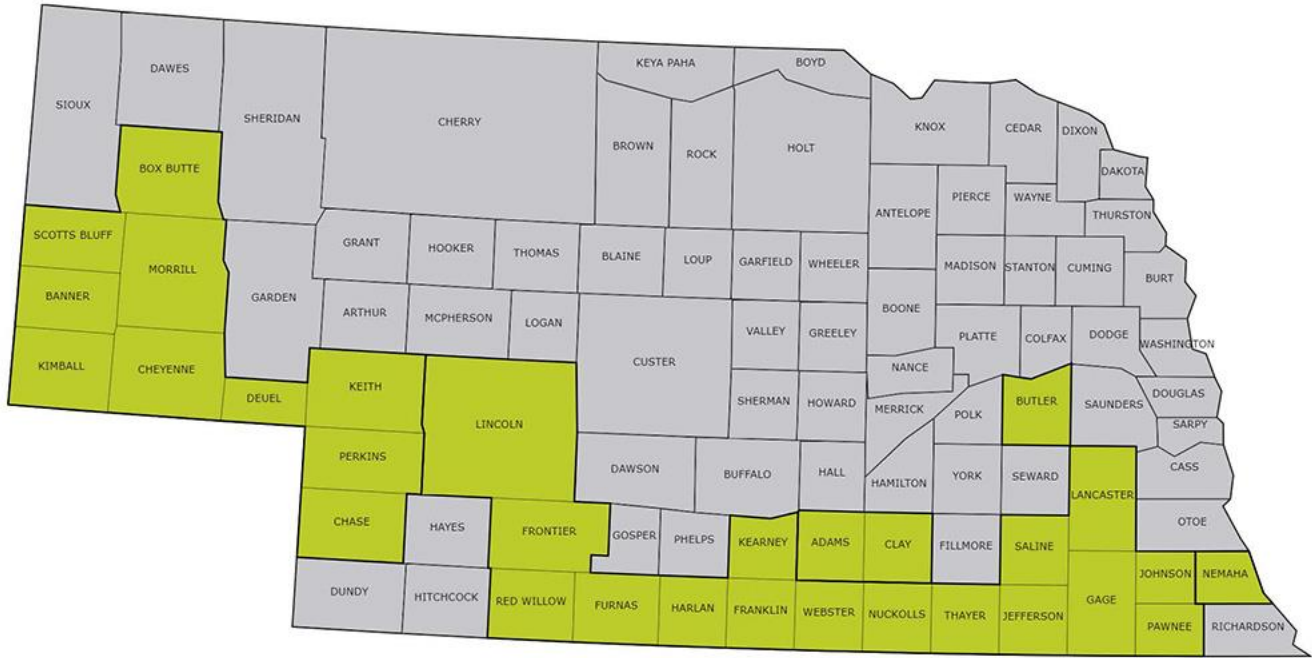 KEYA PAHA
BOYD
DAWES
SIOUX
SHERIDAN
CHERRY
KNOX
CEDAR
DIXON
BROWN
ROCK
HOLT
BOX BUTTE
DAKOTA
PIERCE
WAYNE
ANTELOPE
THURSTON
SCOTTS BLUFF
GRANT
HOOKER
THOMAS
BLAINE
LOUP
GARFIELD
WHEELER
MADISON
STANTON
CUMING
MORRILL
BURT
BANNER
GARDEN
ARTHUR
MCPHERSON
LOGAN
BOONE
VALLEY
GREELEY
PLATTE
COLFAX
DODGE
WASHINGTON
CUSTER
KIMBALL
CHEYENNE
NANCE
KEITH
DEUEL
DOUGLAS
SHERMAN
HOWARD
MERRICK
POLK
BUTLER
SAUNDERS
LINCOLN
SARPY
PERKINS
DAWSON
BUFFALO
HALL
HAMILTON
YORK
SEWARD
CASS
LANCASTER
CHASE
HAYES
FRONTIER
GOSPER
PHELPS
KEARNEY
ADAMS
CLAY
FILLMORE
SALINE
OTOE
JOHNSON
NEMAHA
DUNDY
HITCHCOCK
RED WILLOW
FURNAS
HARLAN
FRANKLIN
WEBSTER
NUCKOLLS
THAYER
JEFFERSON
GAGE
PAWNEE
RICHARDSON